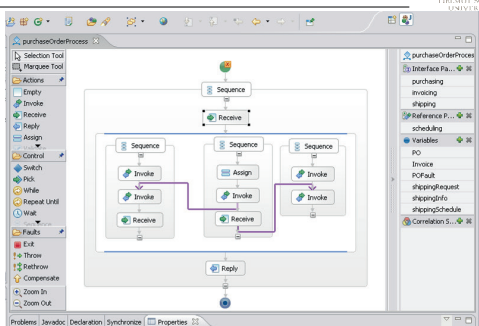 purchaseOrderProcess
Selection Tool
Marquee Tool
Actions
Empty
Invoke
Receive
Reply
Assign
Control
Switch
Pick
While
Repeat Until
Wait
Faults
Exit
Throw
Rethrow
Compensate
Zoom In
Zoom Out
Sequence
Receive
Sequence
Sequence
Sequence
Invoke
Assign
Invoke
Invoke
Invoke
Invoke
Receive
Receive
Reply
purchaseOrderProces
Interface Pa...
purchasing
invoicing
shipping
Reference P...
scheduling
Variables
PO
Invoice
POFault
shippingRequest
shippingInfo
shippingSchedule
Correlation S...
Problems Javadoc Declaration Synchronize Properties